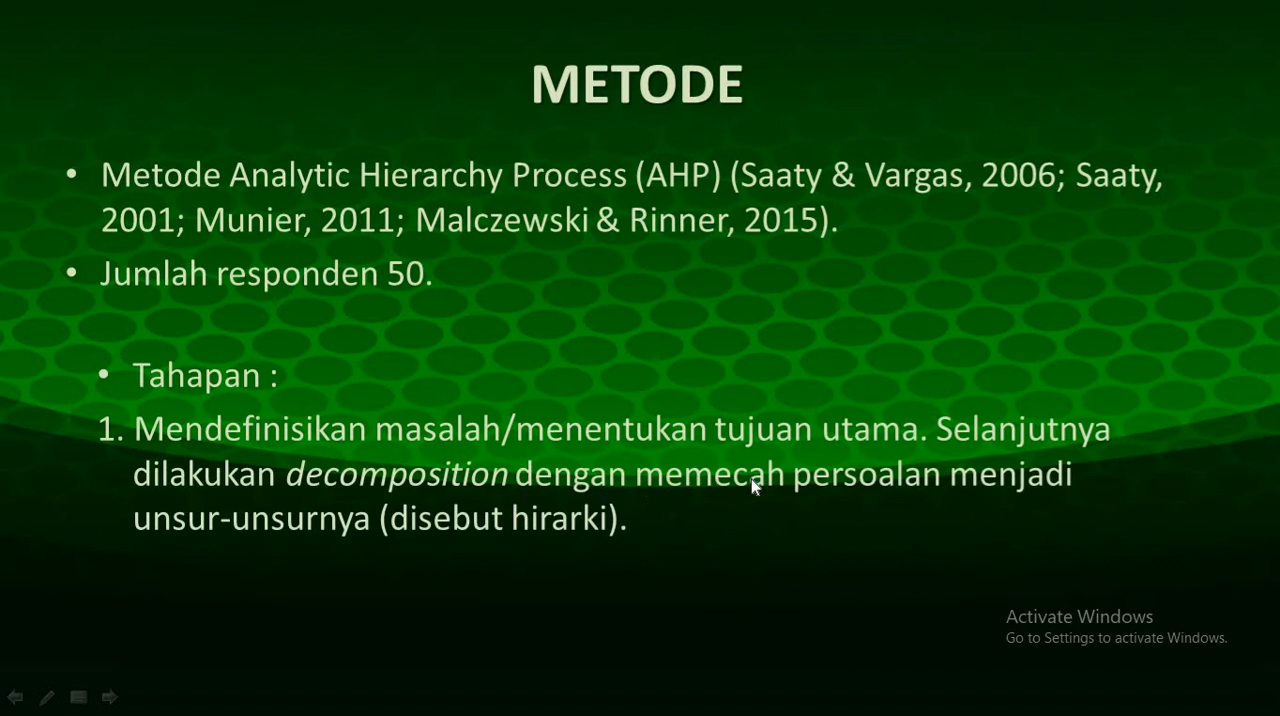 METODE
• Metode Analytic Hierarchy Process (AHP) (Saaty & Vargas, 2006; Saaty,
2001; Munier, 2011; Malczewski & Rinner, 2015).
• Jumlah responden 50.
• Tahapan :
1. Mendefinisikan masalah/menentukan tujuan utama. Selanjutnya
dilakukan decomposition dengan memecah persoalan menjadi
unsur-unsurnya (disebut hirarki).
Activate Windows
Go to Settings to activate Windows.